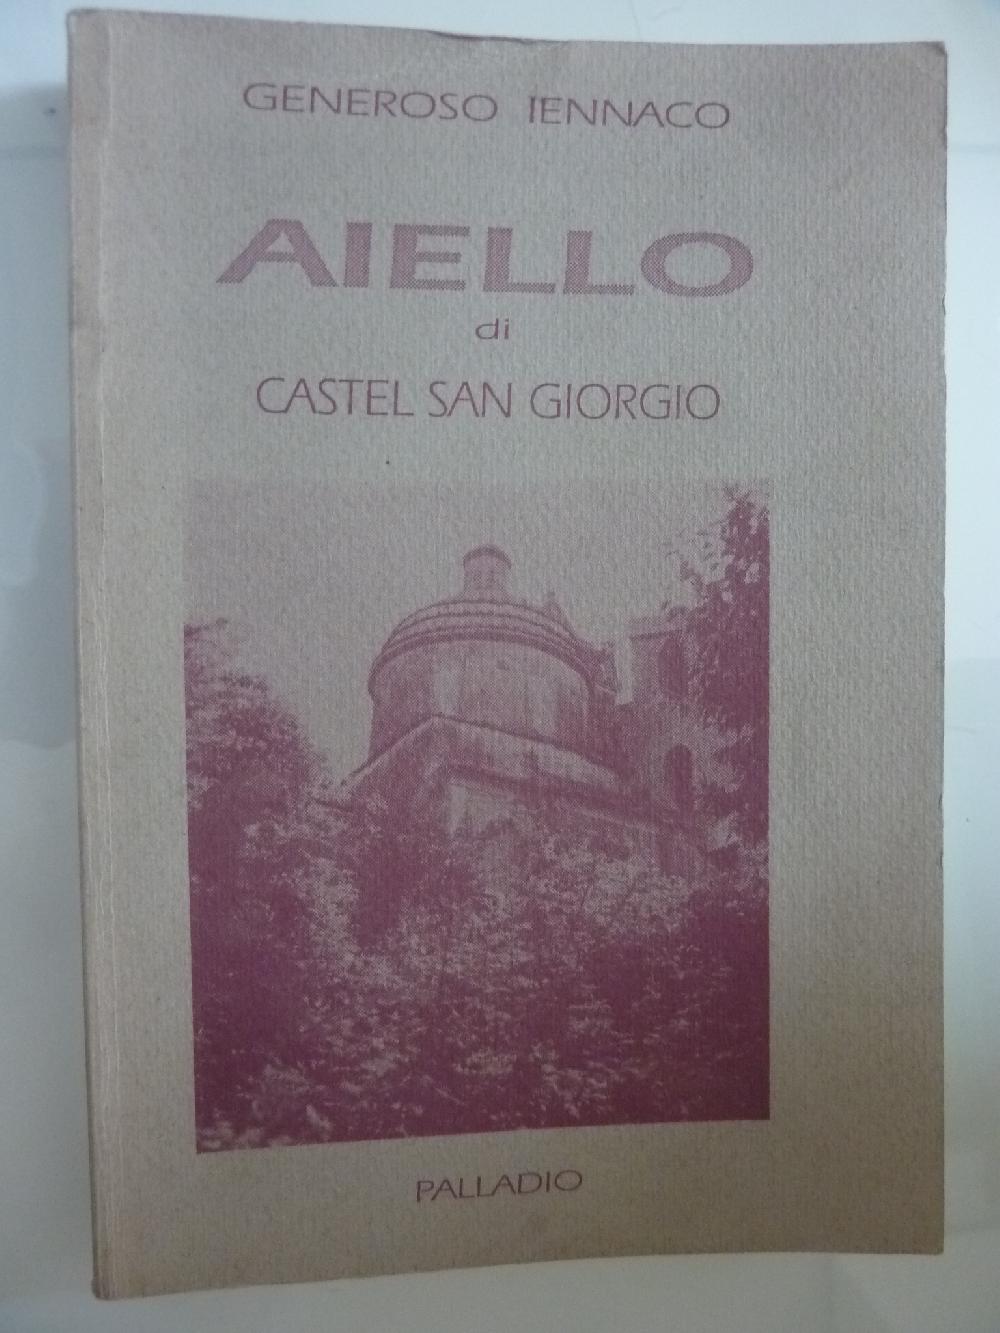 GENEROSO IENNACO
AIELLO
di
CASTEL SAN GIORGIO
PALLADIO